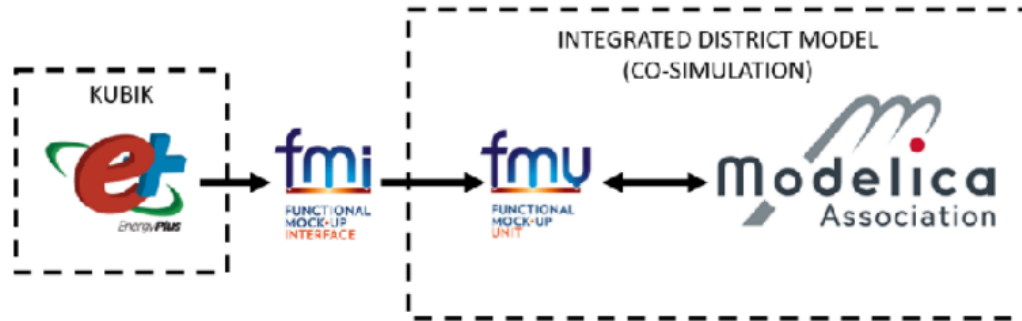 INTEGRATED DISTRICT MODEL
(CO-SIMULATION)
KUBIK
e+
EnergyPlus
fmi
FUNCTIONAL
MOCK-UP
INTERFACE
fmu
FUNCTIONAL
MOCK-UP
UNIT
Modelica
Association